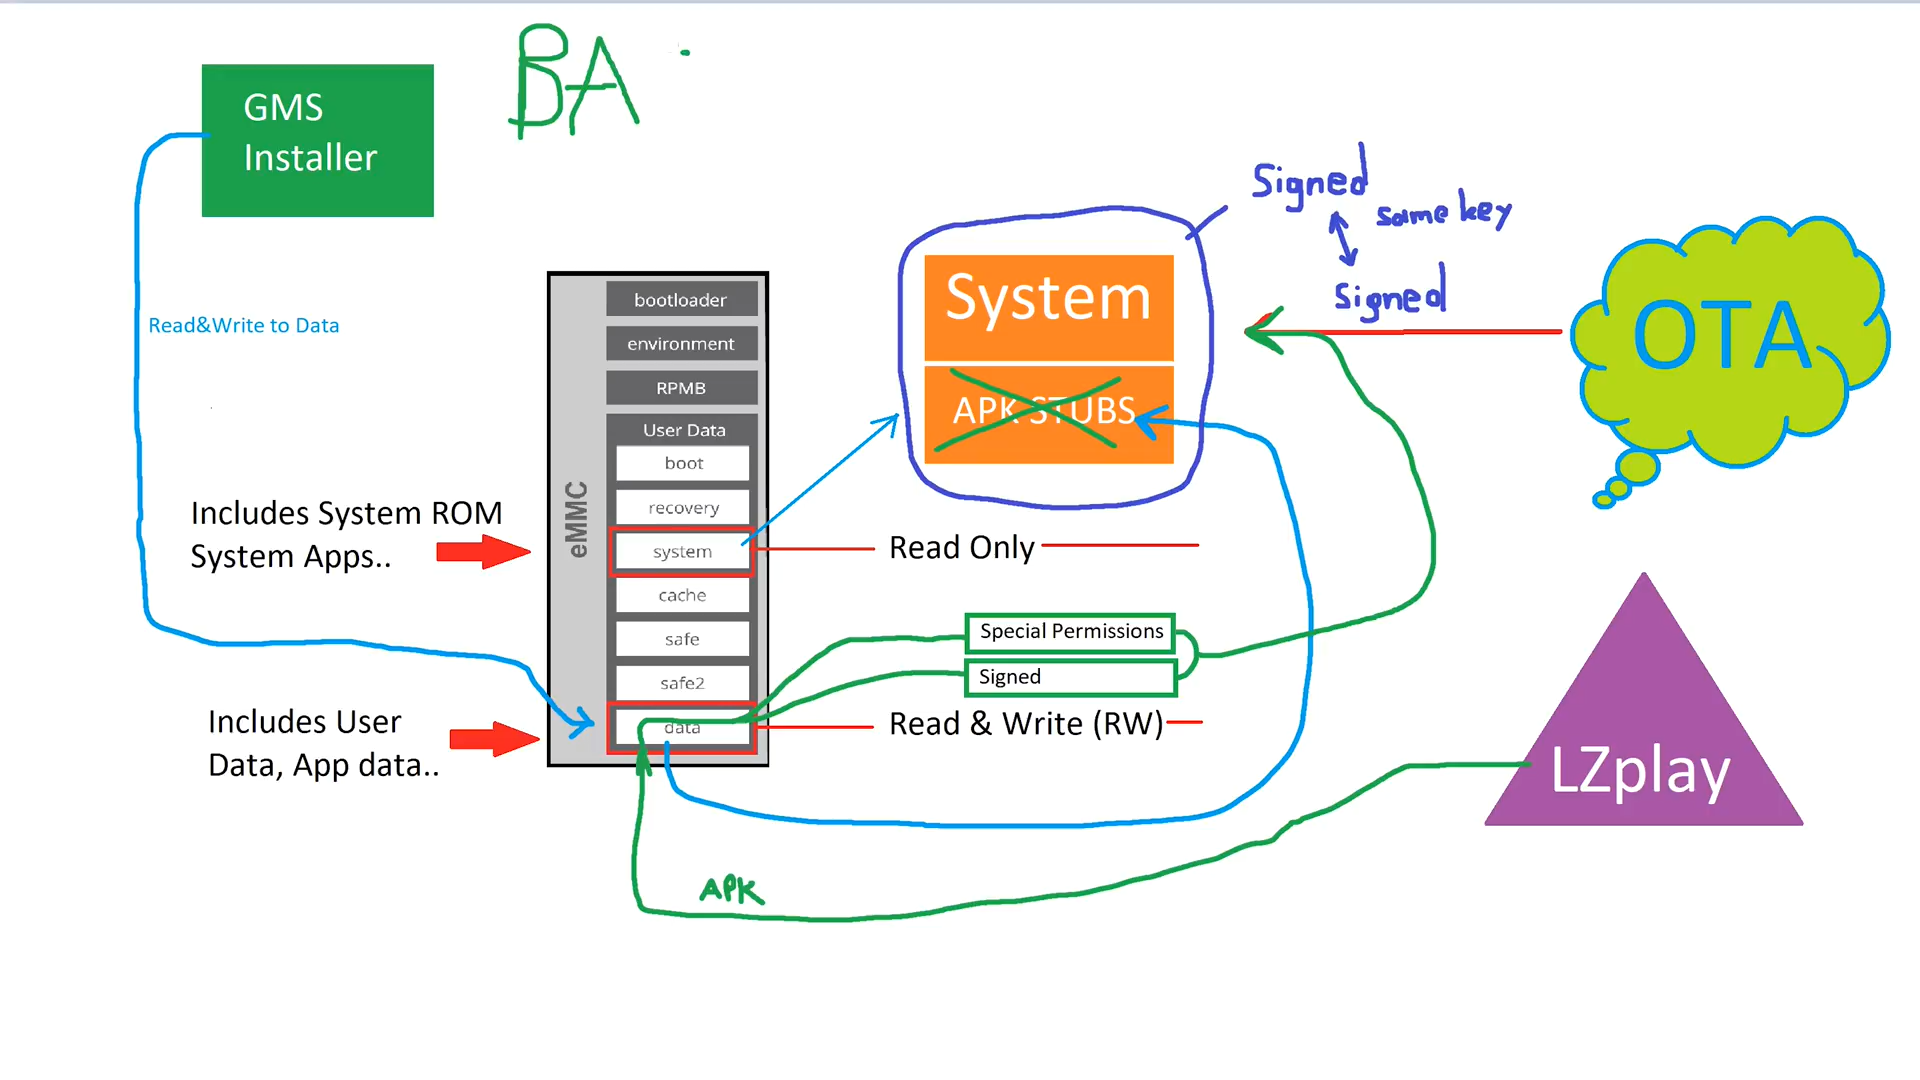 BA
GMS
Installer
Signed
same key
Signed
System
APK STUBS
OTA
Read&Write to Data
bootloader
environment
RPMB
User Data
boot
recovery
system
cache
safe
safe2
data
eMMC
Includes System ROM
System Apps..
Read Only
Special Permissions
Signed
Includes User
Data, App data..
Read & Write (RW)
LZplay
APK